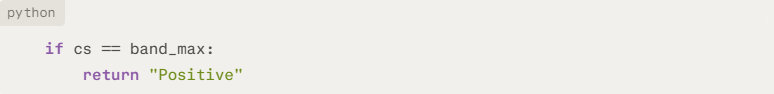 python
if cs == band_max:
return "Positive"